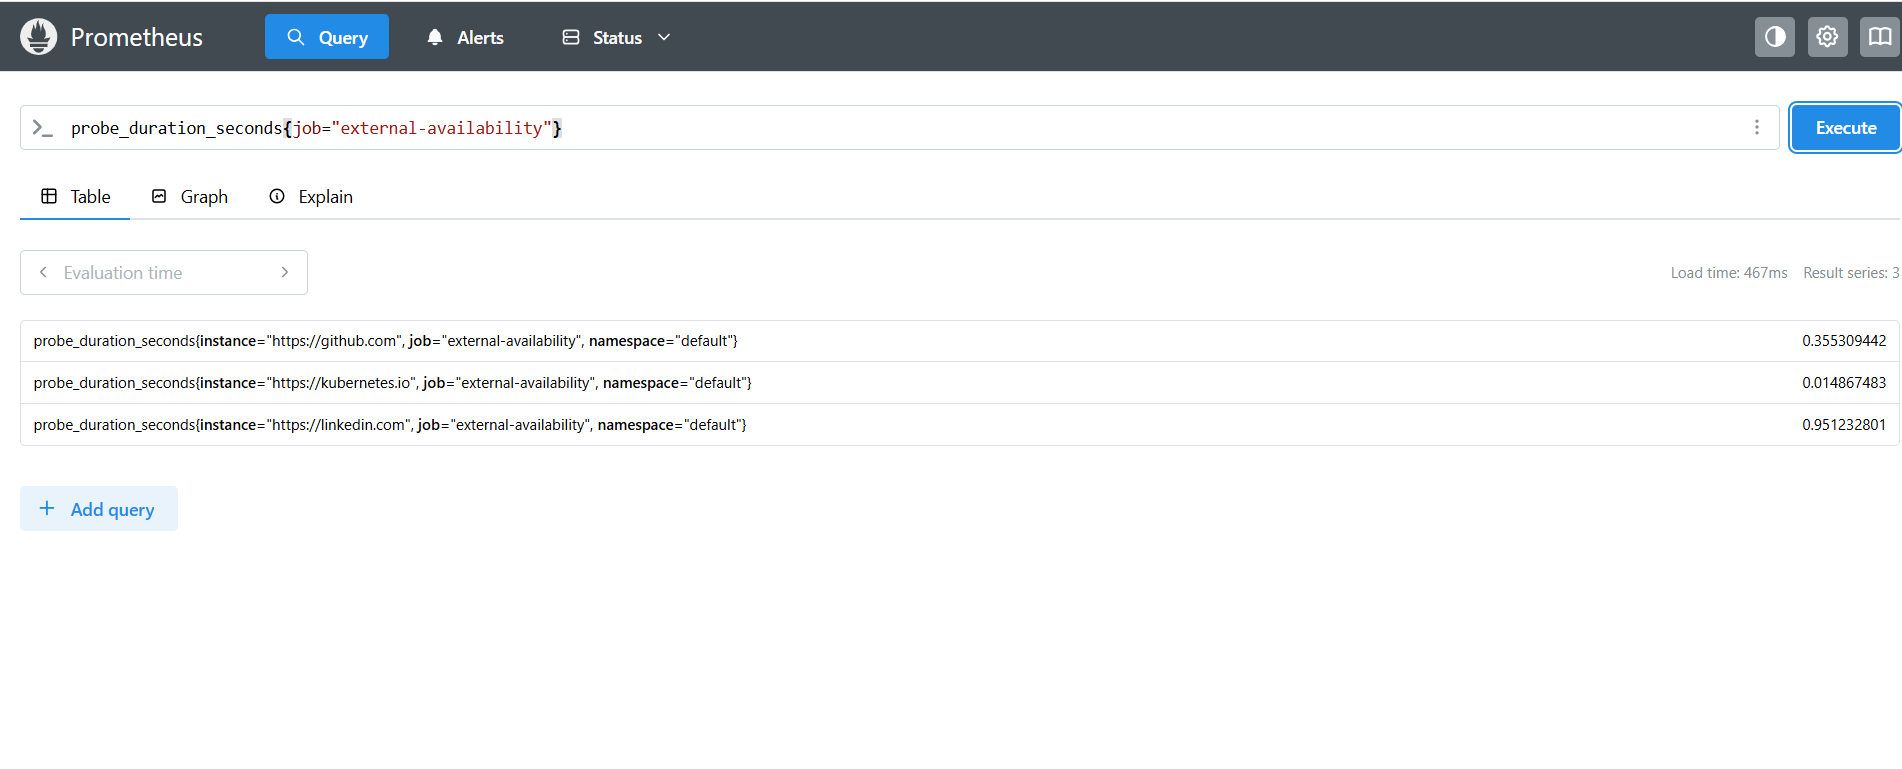 Prometheus Query Alerts Status
probe_duration_seconds{job="external-availability"} Execute
Table Graph Explain
Evaluation time Load time: 467ms Result series: 3
probe_duration_seconds{instance="https://github.com", job="external-availability", namespace="default"} 0.355309442
probe_duration_seconds{instance="https://kubernetes.io", job="external-availability", namespace="default"} 0.014867483
probe_duration_seconds{instance="https://linkedin.com", job="external-availability", namespace="default"} 0.951232801
Add query